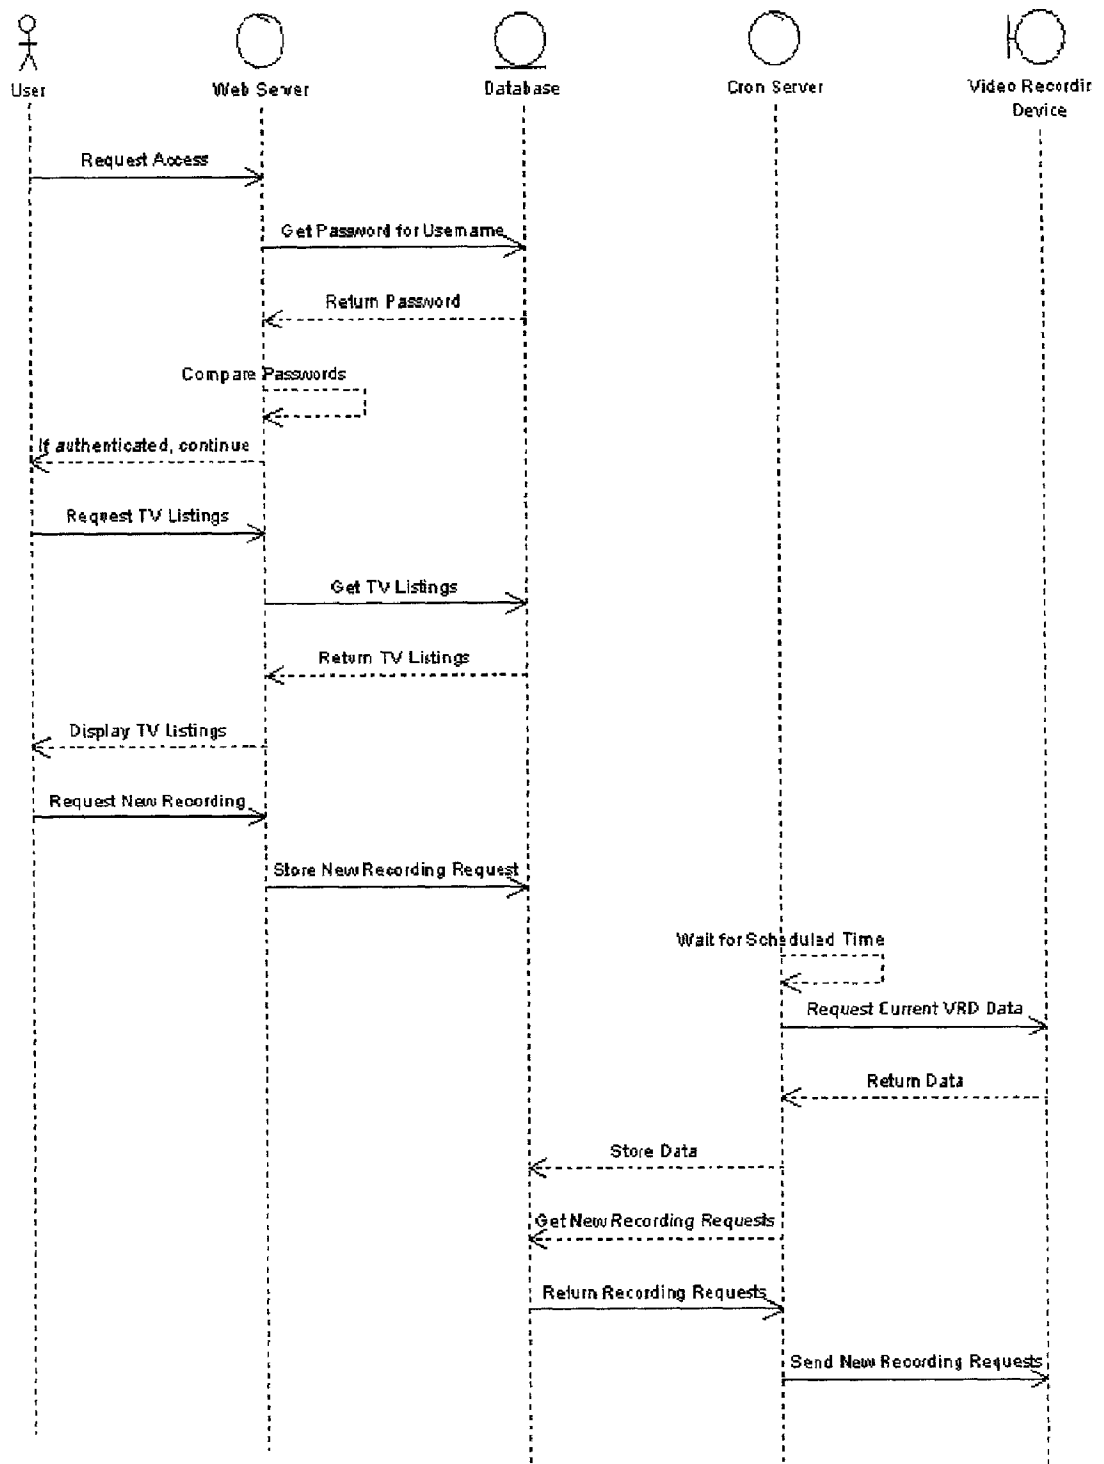 User
Web Server
Database
Cron Server
Video Recordin
Device
Request Access
Get Password for Username
Return Password
Compare Passwords
If authenticated, continue
Request TV Listings
Get TV Listings
Return TV Listings
Display TV Listings
Request New Recording
Store New Recording Request
Wait for Scheduled Time
Request Current VRD Data
Return Data
Store Data
Get New Recording Requests
Return Recording Requests
Send New Recording Requests